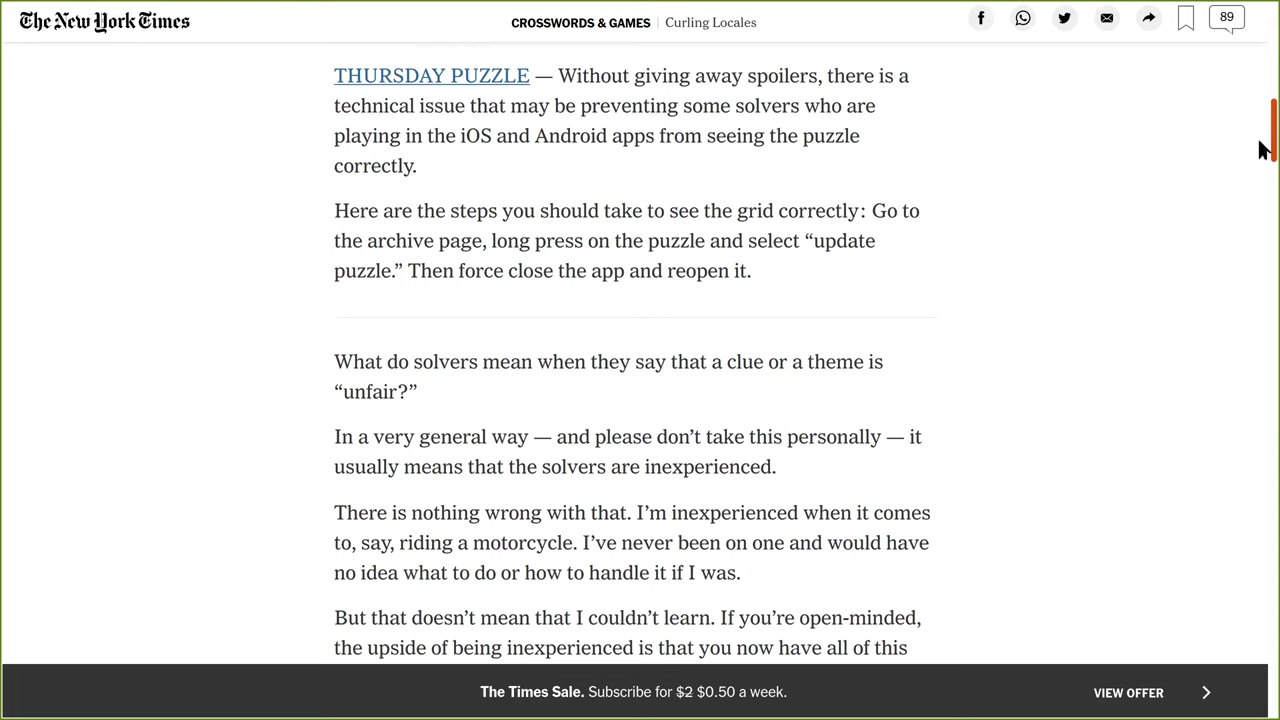 The New York Times
CROSSWORDS & GAMES | Curling Locales
89
THURSDAY PUZZLE — Without giving away spoilers, there is a
technical issue that may be preventing some solvers who are
playing in the iOS and Android apps from seeing the puzzle
correctly.
Here are the steps you should take to see the grid correctly: Go to
the archive page, long press on the puzzle and select “update
puzzle.” Then force close the app and reopen it.
What do solvers mean when they say that a clue or a theme is
“unfair?”
In a very general way — and please don’t take this personally — it
usually means that the solvers are inexperienced.
There is nothing wrong with that. I’m inexperienced when it comes
to, say, riding a motorcycle. I’ve never been on one and would have
no idea what to do or how to handle it if I was.
But that doesn’t mean that I couldn’t learn. If you’re open-minded,
the upside of being inexperienced is that you now have all of this
The Times Sale. Subscribe for $2 $0.50 a week.
VIEW OFFER